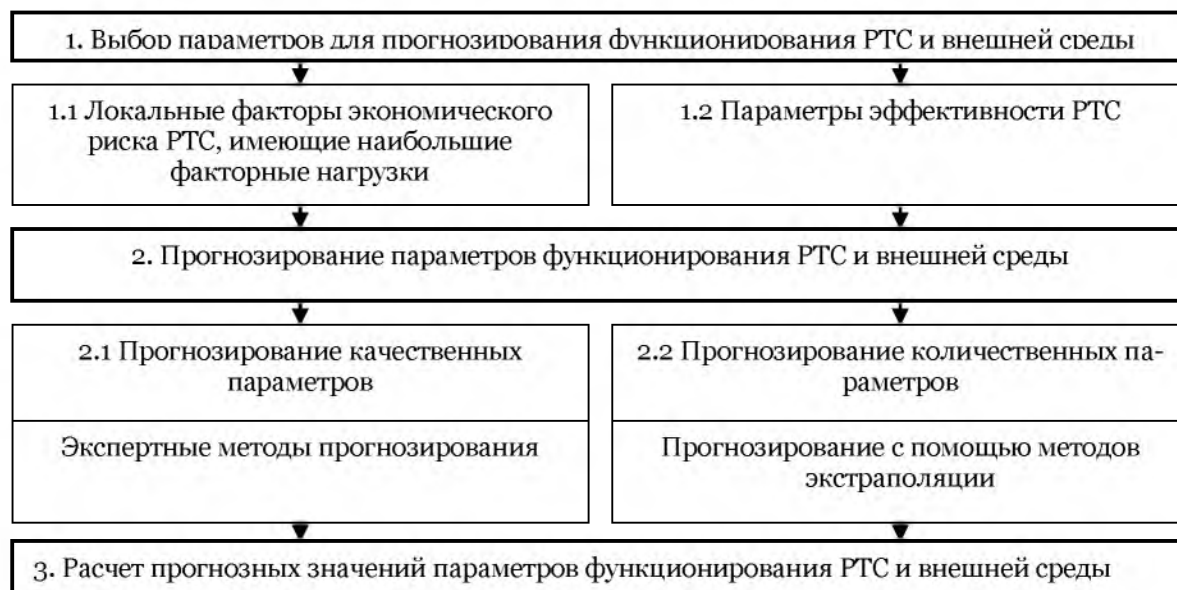 1. Выбор параметров для прогнозирования функционирования РТС и внешней среды
1.1 Локальные факторы экономического
риска РТС, имеющие наибольшие
факторные нагрузки
1.2 Параметры эффективности РТС
2. Прогнозирование параметров функционирования РТС и внешней среды
2.1 Прогнозирование качественных
параметров
2.2 Прогнозирование количественных па-
раметров
Экспертные методы прогнозирования
Прогнозирование с помощью методов
экстраполяции
3. Расчет прогнозных значений параметров функционирования РТС и внешней среды